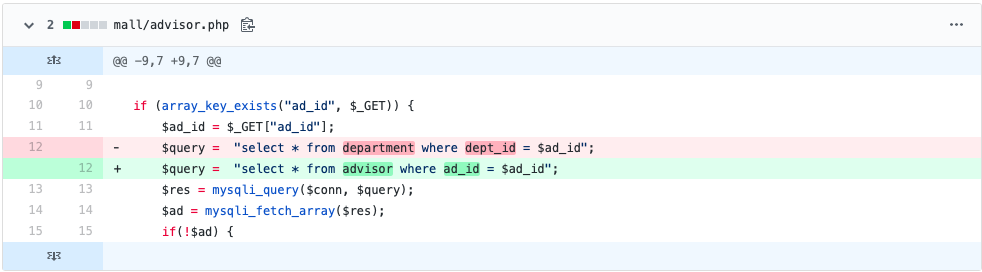 2 mall/advisor.php ...
@@ -9,7 +9,7 @@
9 9
10 10 if (array_key_exists("ad_id", $_GET)) {
11 11 $ad_id = $_GET["ad_id"];
12 - $query =  "select * from department where dept_id = $ad_id";
12 + $query =  "select * from advisor where ad_id = $ad_id";
13 13 $res = mysqli_query($conn, $query);
14 14 $ad = mysqli_fetch_array($res);
15 15 if(!$ad) {